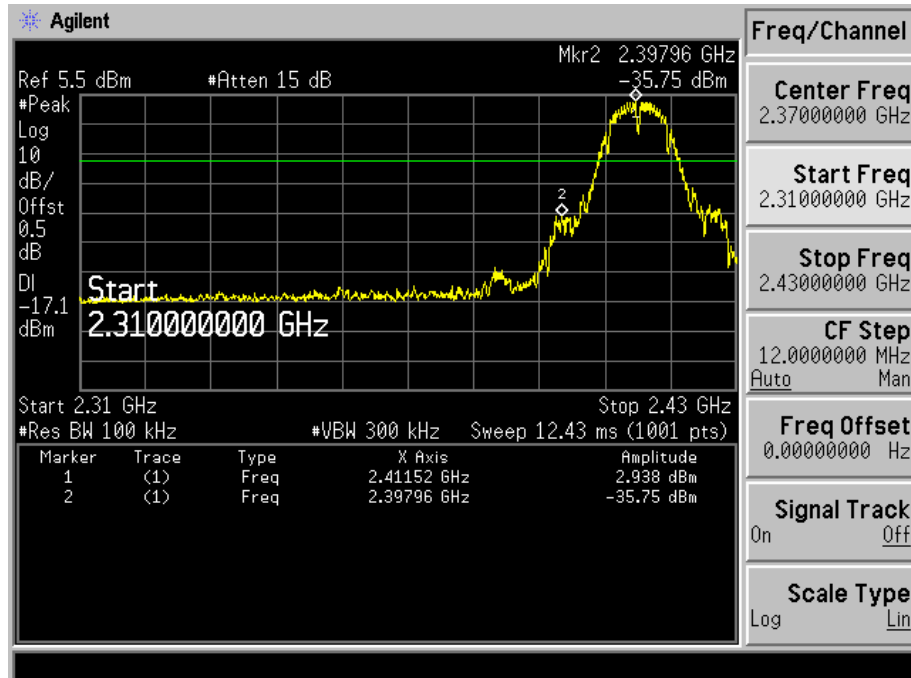 Agilent
Freq/Channel
Mkr2 2.39796 GHz
Ref 5.5 dBm #Atten 15 dB -35.75 dBm
#Peak
Log
10
dB/
Offst
0.5
dB
DI
-17.1
dBm
1
2
Start
2.310000000 GHz
Start 2.31 GHz Stop 2.43 GHz
#Res BW 100 kHz #VBW 300 kHz Sweep 12.43 ms (1001 pts)
Marker Trace Type X Axis Amplitude
1 (1) Freq 2.41152 GHz 2.938 dBm
2 (1) Freq 2.39796 GHz -35.75 dBm
Center Freq
2.37000000 GHz
Start Freq
2.31000000 GHz
Stop Freq
2.43000000 GHz
CF Step
12.0000000 MHz
Auto Man
Freq Offset
0.00000000 Hz
Signal Track
On Off
Scale Type
Log Lin